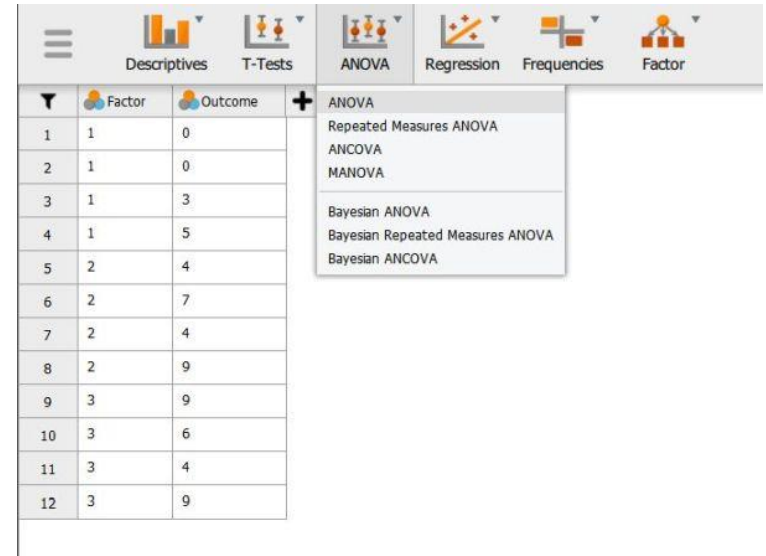 Descriptives T-Tests ANOVA Regression Frequencies Factor
Factor Outcome
ANOVA
Repeated Measures ANOVA
ANCOVA
MANOVA
Bayesian ANOVA
Bayesian Repeated Measures ANOVA
Bayesian ANCOVA
1 1 0
2 1 0
3 1 3
4 1 5
5 2 4
6 2 7
7 2 4
8 2 9
9 3 9
10 3 6
11 3 4
12 3 9